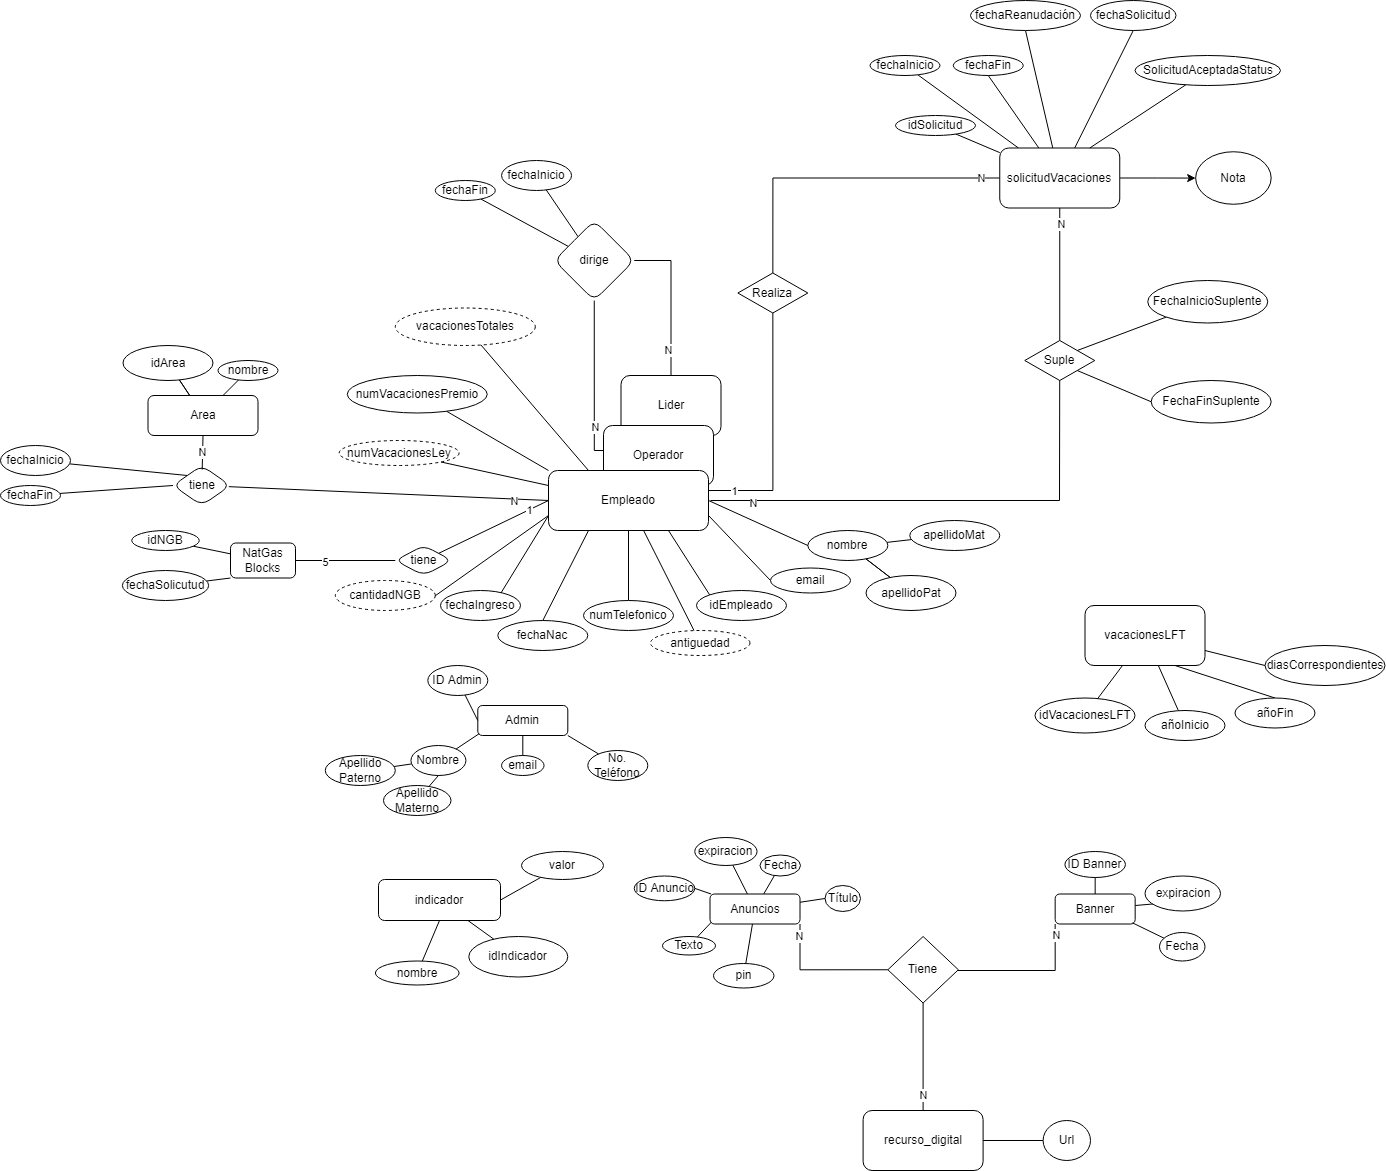 fechaReanudación
fechaSolicitud
fechaInicio
fechaFin
SolicitudAceptadaStatus
idSolicitud
solicitudVacaciones
N
Nota
N
fechaInicio
fechaFin
dirige
Realiza
FechaInicioSuplente
Suple
FechaFinSuplente
vacacionesTotales
N
idArea
nombre
numVacacionesPremio
Lider
Area
N
Operador
numVacacionesLey
N
fechaInicio
fechaFin
tiene
N
1
Empleado
1
N
idNGB
NatGas
Blocks
fechaSolicutud
5
tiene
cantidadNGB
fechaIngreso
fechaNac
numTelefonico
antiguedad
idEmpleado
email
nombre
apellidoMat
apellidoPat
vacacionesLFT
diasCorrespondientes
idVacacionesLFT
añoInicio
añoFin
ID Admin
Admin
Nombre
Apellido
Paterno
Apellido
Materno
email
No.
Teléfono
valor
indicador
idIndicador
nombre
expiracion
Fecha
ID Anuncio
Título
Anuncios
Texto
N
pin
ID Banner
expiracion
Banner
N
Fecha
Tiene
N
recurso_digital
Url